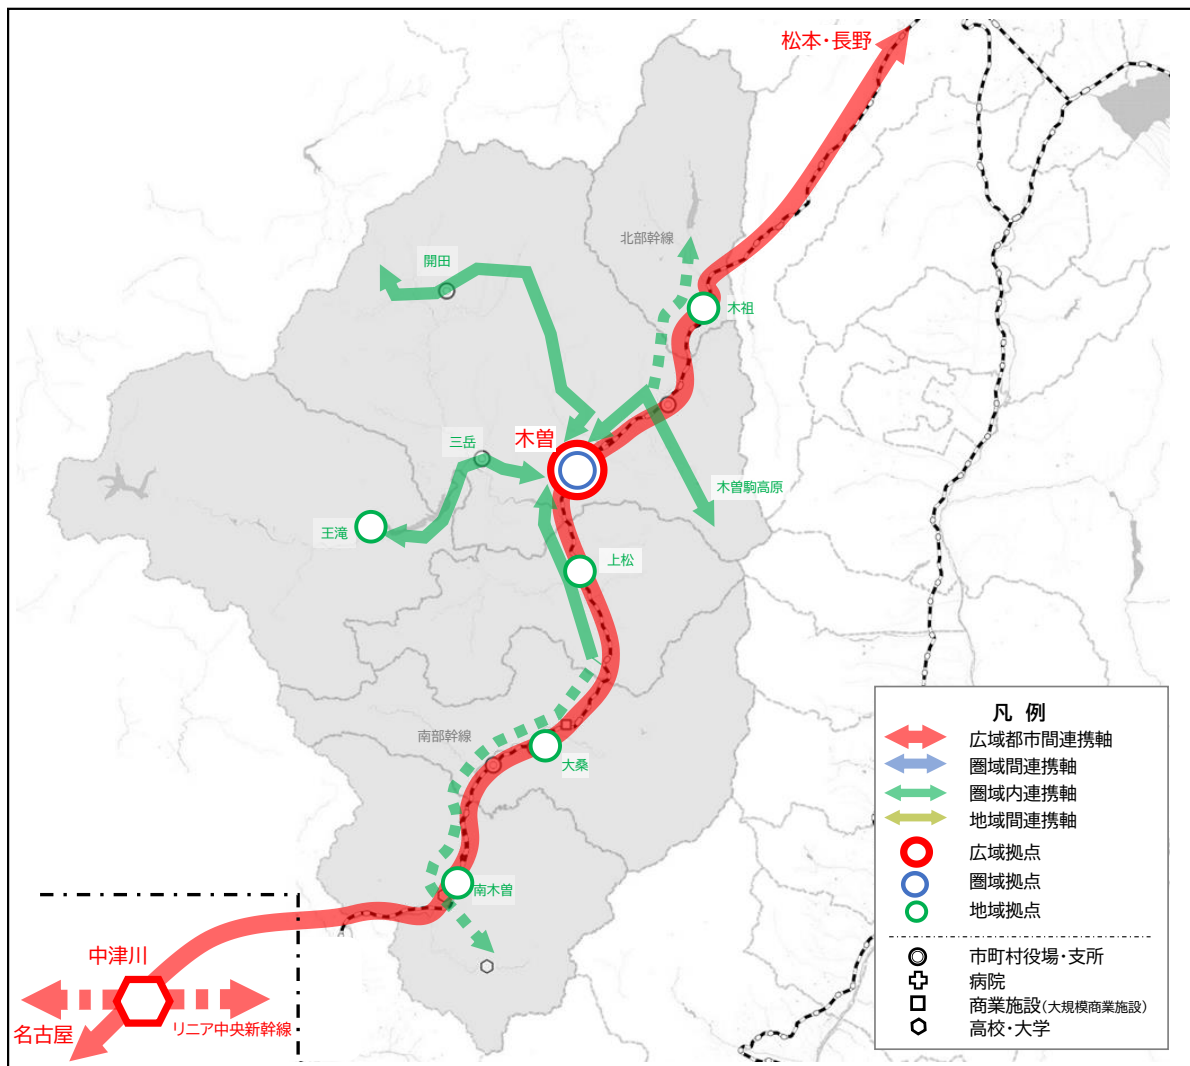 松本・長野
北部幹線
開田
木祖
木曽
三岳
木曽駒高原
王滝
上松
南部幹線
大桑
南木曽
中津川
名古屋
リニア中央新幹線
凡 例
広域都市間連携軸
圏域間連携軸
圏域内連携軸
地域間連携軸
広域拠点
圏域拠点
地域拠点
市町村役場・支所
病院
商業施設(大規模商業施設)
高校・大学